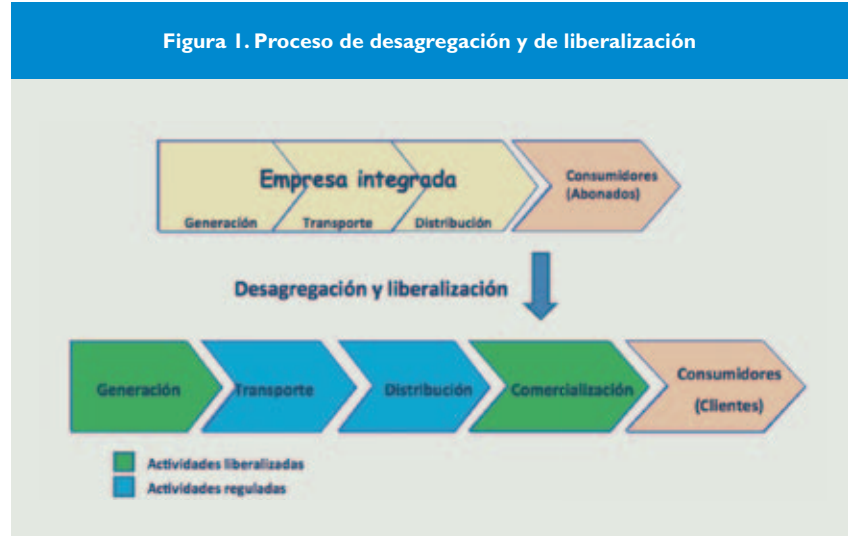 Figura 1. Proceso de desagregación y de liberalización
Empresa integrada
Generación
Transporte
Distribución
Consumidores
(Abonados)
Desagregación y liberalización
Generación
Transporte
Distribución
Comercialización
Consumidores
(Clientes)
Actividades liberalizadas
Actividades reguladas